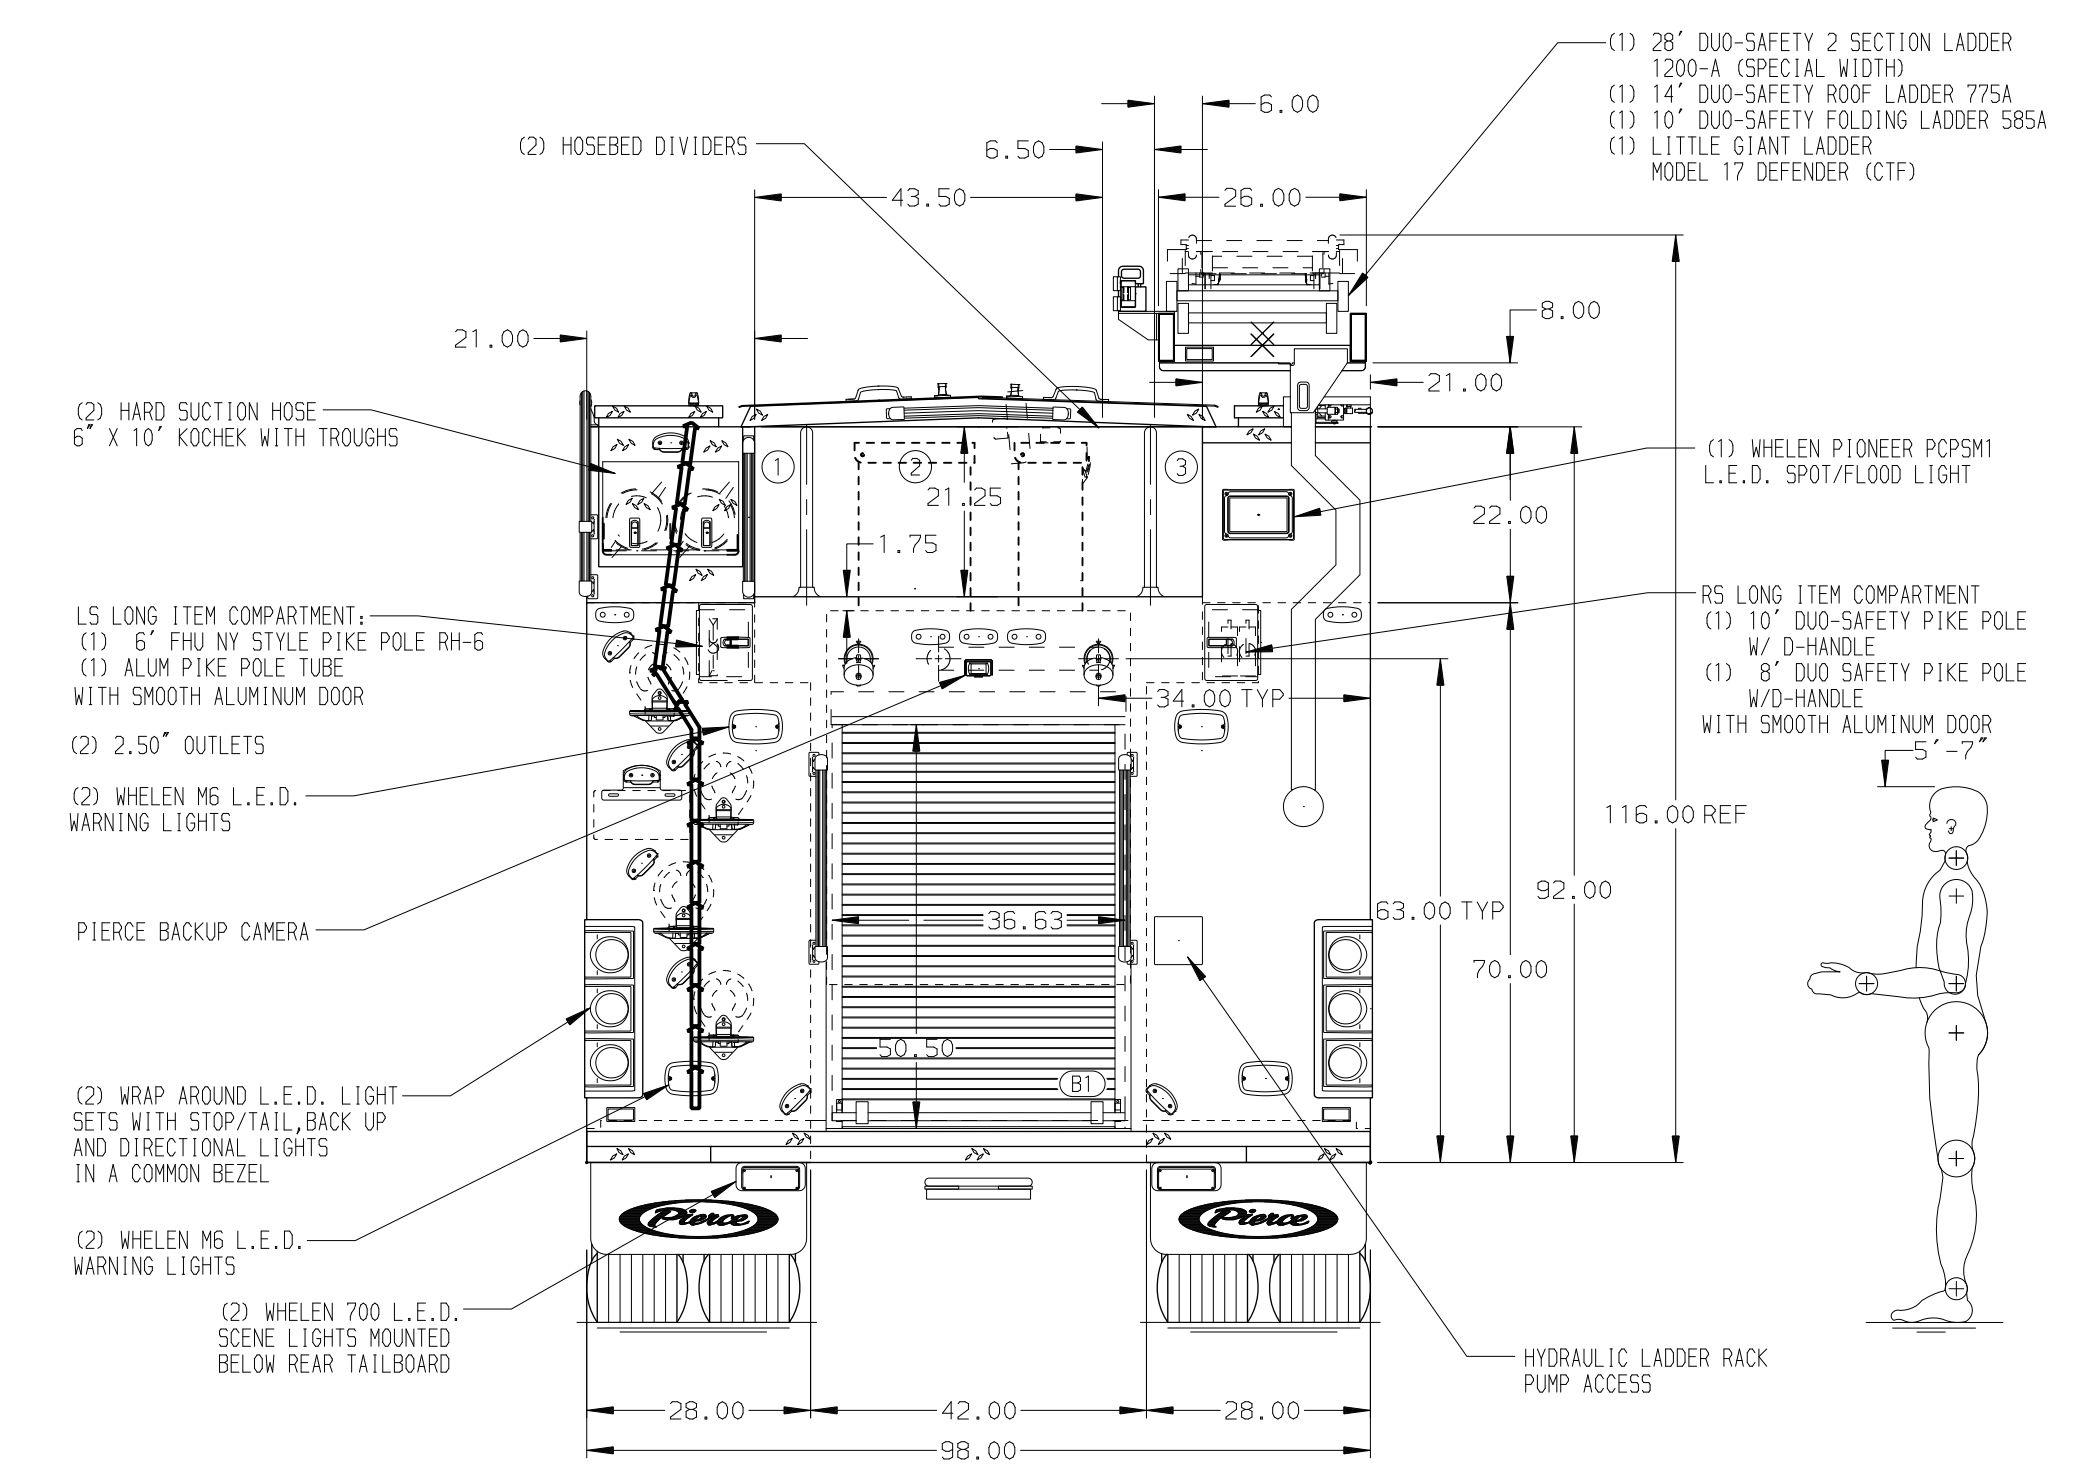 (1) 28' DUO-SAFETY 2 SECTION LADDER
1200-A (SPECIAL WIDTH)
(1) 14' DUO-SAFETY ROOF LADDER 775A
(1) 10' DUO-SAFETY FOLDING LADDER 585A
(1) LITTLE GIANT LADDER
MODEL 17 DEFENDER (CTF)
6.00
(2) HOSEBED DIVIDERS
6.50
43.50
26.00
8.00
21.00
21.00
(2) HARD SUCTION HOSE
6" X 10' KOCHEK WITH TROUGHS
1
2
3
21.25
1.75
(1) WHELEN PIONEER PCPSM1
L.E.D. SPOT/FLOOD LIGHT
22.00
LS LONG ITEM COMPARTMENT:
(1) 6' FHU NY STYLE PIKE POLE RH-6
(1) ALUM PIKE POLE TUBE
WITH SMOOTH ALUMINUM DOOR
RS LONG ITEM COMPARTMENT
(1) 10' DUO-SAFETY PIKE POLE
W/ D-HANDLE
(1) 8' DUO SAFETY PIKE POLE
W/D-HANDLE
WITH SMOOTH ALUMINUM DOOR
34.00 TYP
(2) 2.50" OUTLETS
5'-7"
(2) WHELEN M6 L.E.D.
WARNING LIGHTS
116.00 REF
92.00
63.00 TYP
36.63
PIERCE BACKUP CAMERA
70.00
50.50
B1
(2) WRAP AROUND L.E.D. LIGHT
SETS WITH STOP/TAIL,BACK UP
AND DIRECTIONAL LIGHTS
IN A COMMON BEZEL
Pierce
Pierce
(2) WHELEN M6 L.E.D.
WARNING LIGHTS
(2) WHELEN 700 L.E.D.
SCENE LIGHTS MOUNTED
BELOW REAR TAILBOARD
HYDRAULIC LADDER RACK
PUMP ACCESS
28.00
42.00
28.00
98.00